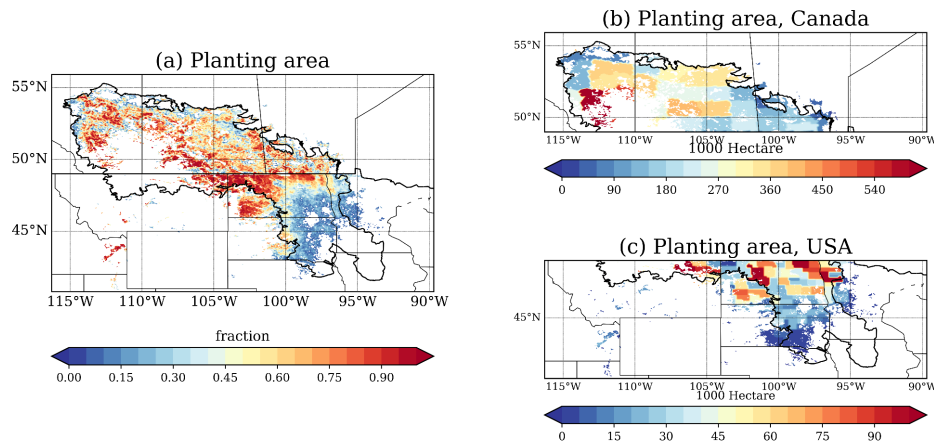 (a) Planting area
55°N
50°N
45°N
115°W 110°W 105°W 100°W 95°W 90°W
fraction
0.00 0.15 0.30 0.45 0.60 0.75 0.90
(b) Planting area, Canada
55°N
50°N
115°W 110°W 105°W 100°W 95°W 90°W
1000 Hectare
0 90 180 270 360 450 540
(c) Planting area, USA
45°N
115°W 110°W 105°W 100°W 95°W 90°W
1000 Hectare
0 15 30 45 60 75 90